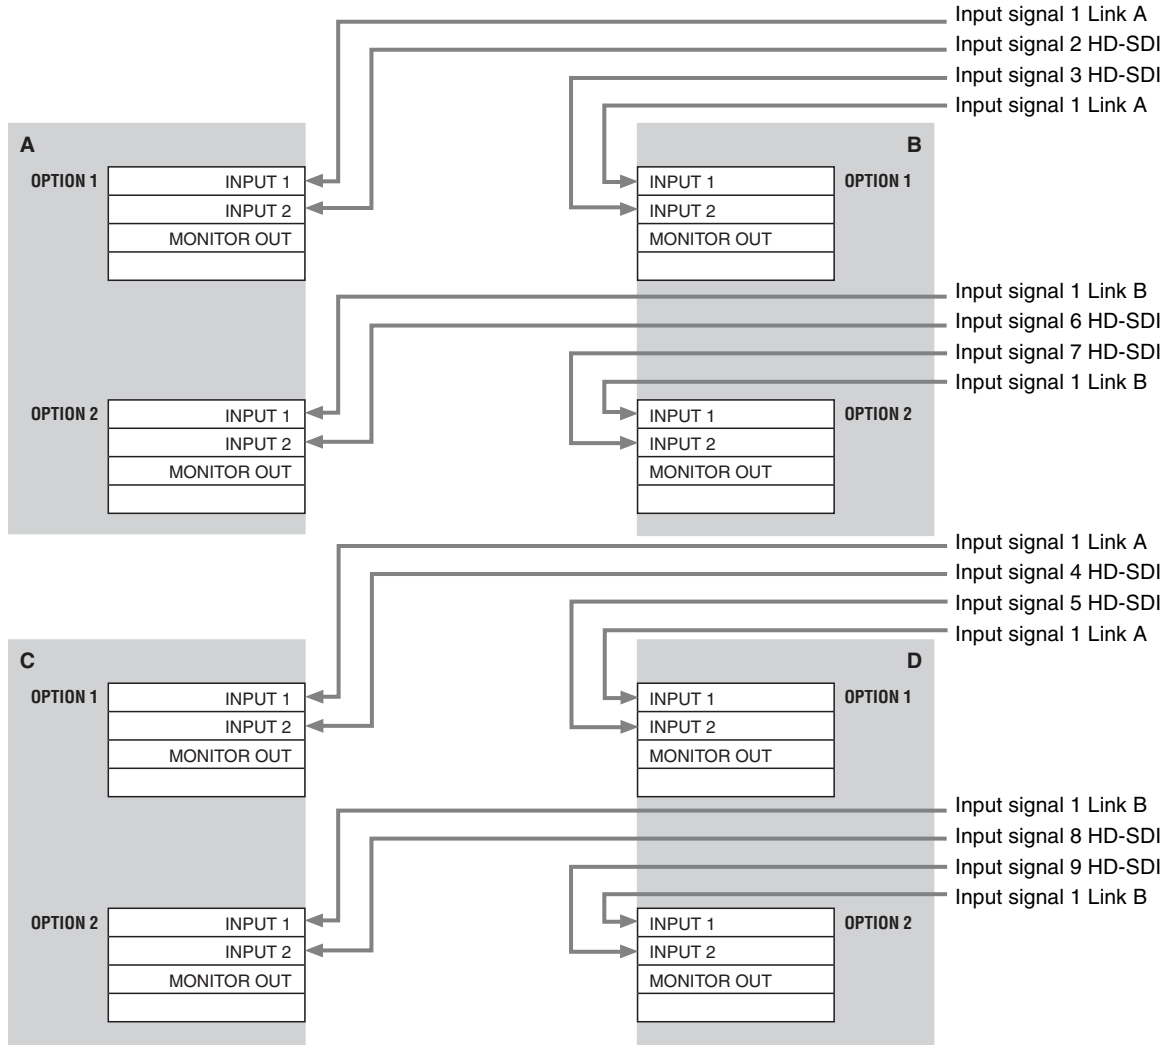 Input signal 1 Link A
Input signal 2 HD-SDI
Input signal 3 HD-SDI
Input signal 1 Link A
A
B
OPTION 1
INPUT 1
INPUT 2
MONITOR OUT
INPUT 1
INPUT 2
MONITOR OUT
OPTION 1
Input signal 1 Link B
Input signal 6 HD-SDI
Input signal 7 HD-SDI
Input signal 1 Link B
OPTION 2
INPUT 1
INPUT 2
MONITOR OUT
INPUT 1
INPUT 2
MONITOR OUT
OPTION 2
Input signal 1 Link A
Input signal 4 HD-SDI
Input signal 5 HD-SDI
Input signal 1 Link A
C
D
OPTION 1
INPUT 1
INPUT 2
MONITOR OUT
INPUT 1
INPUT 2
MONITOR OUT
OPTION 1
Input signal 1 Link B
Input signal 8 HD-SDI
Input signal 9 HD-SDI
Input signal 1 Link B
OPTION 2
INPUT 1
INPUT 2
MONITOR OUT
INPUT 1
INPUT 2
MONITOR OUT
OPTION 2